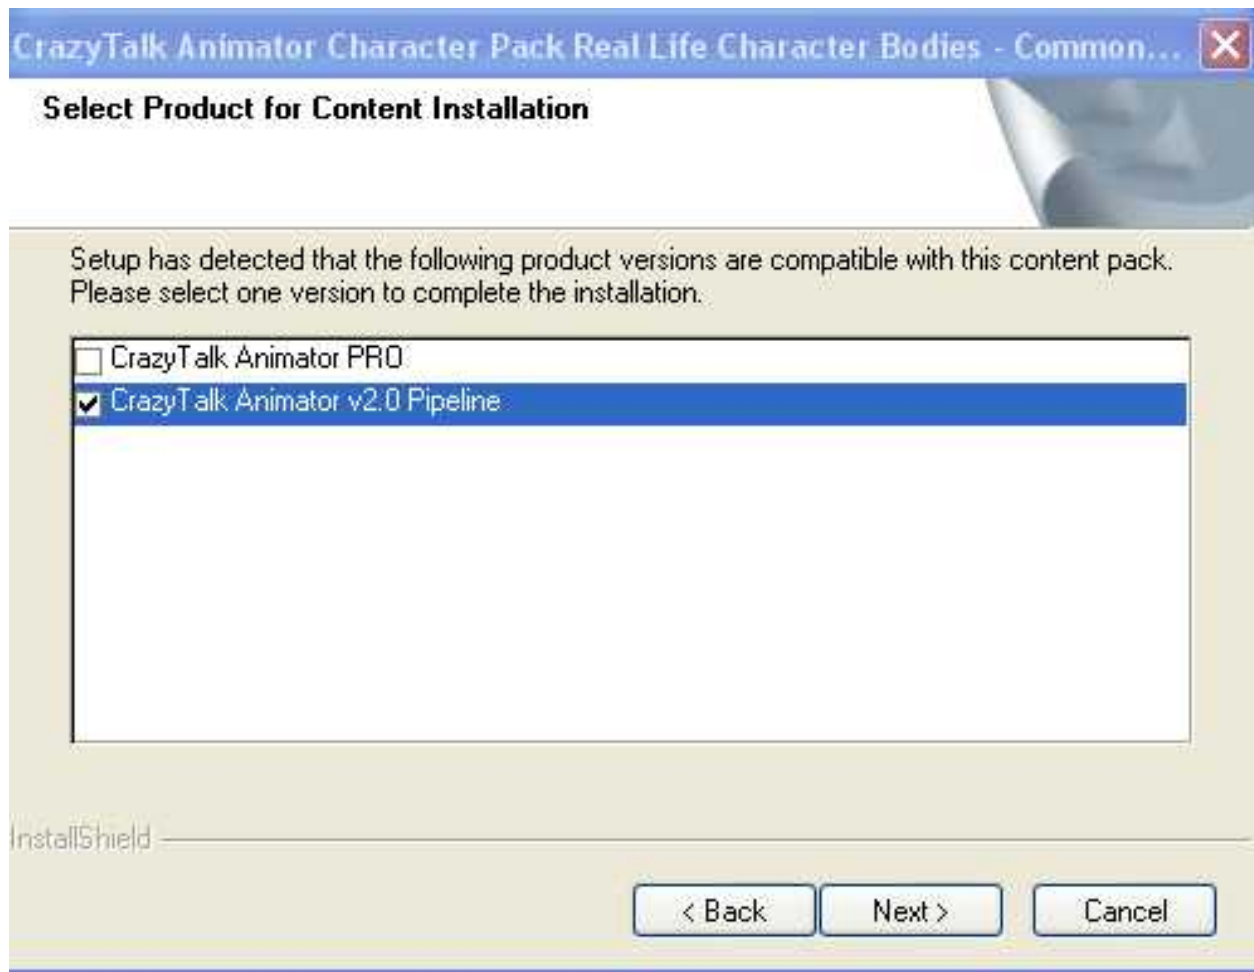 CrazyTalk Animator Character Pack Real Life Character Bodies - Common...
Select Product for Content Installation
Setup has detected that the following product versions are compatible with this content pack.
Please select one version to complete the installation.
CrazyTalk Animator PRO
CrazyTalk Animator v2.0 Pipeline
InstallShield
< Back
Next >
Cancel